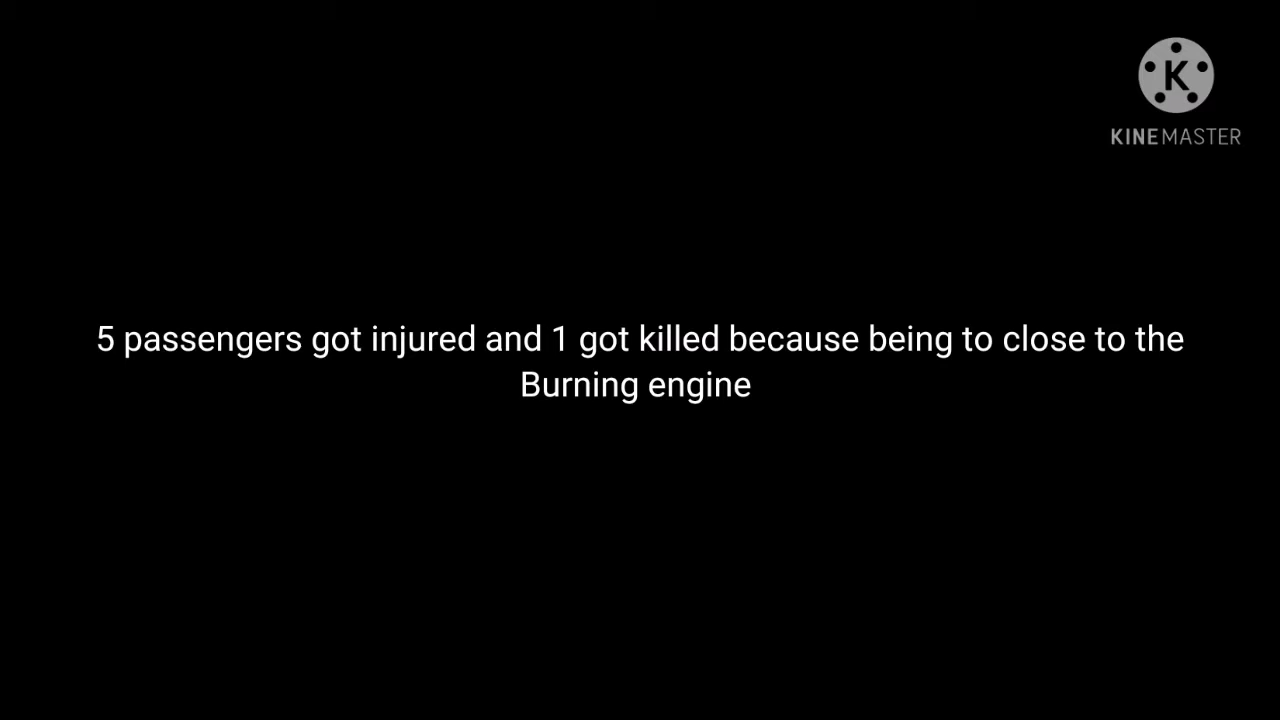 K
KINEMASTER
5 passengers got injured and 1 got killed because being to close to the
Burning engine